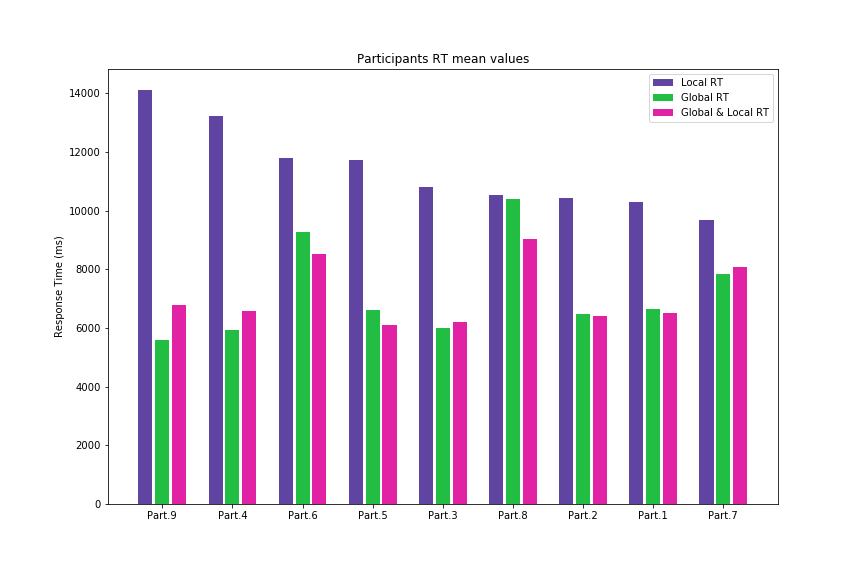 Participants RT mean values
Local RT
Global RT
Global & Local RT
Response Time (ms)
14000
12000
10000
8000
6000
4000
2000
0
Part.9 Part.4 Part.6 Part.5 Part.3 Part.8 Part.2 Part.1 Part.7